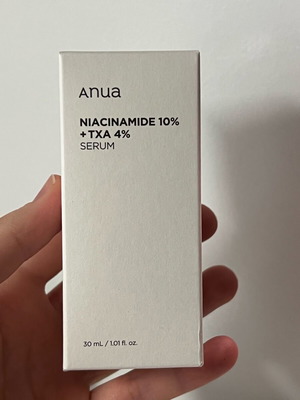 Anua
NIACINAMIDE 10%
+ TXA 4%
SERUM
30 mL / 1.01 fl. oz.